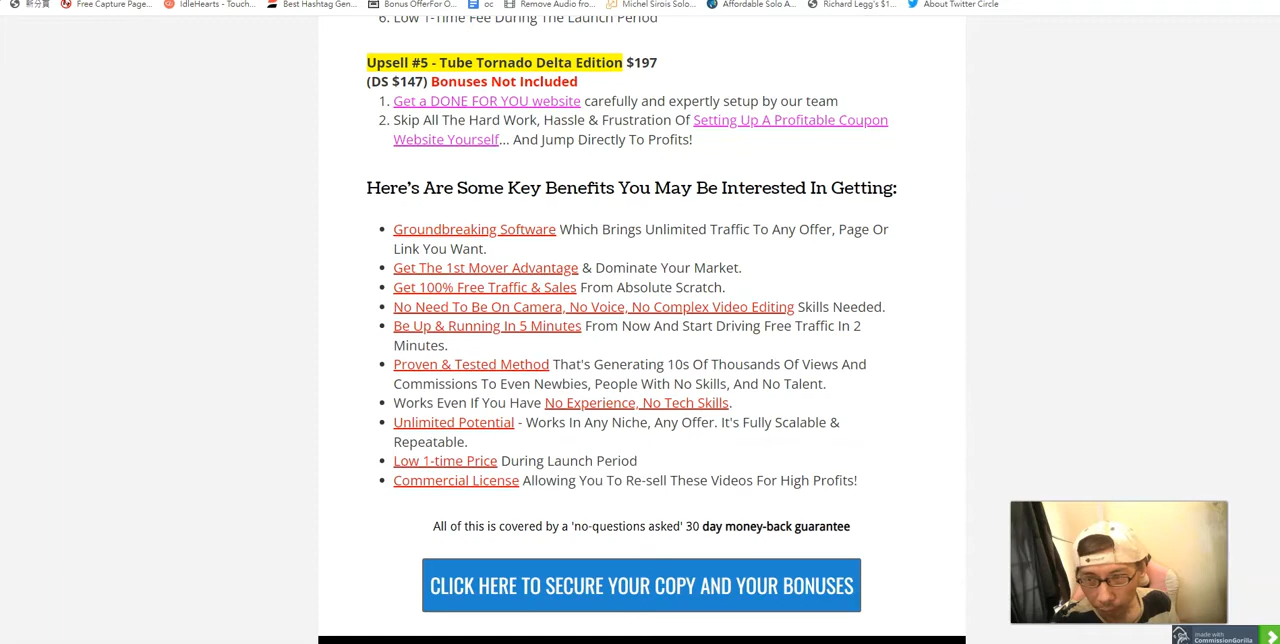 新分頁
Free Capture Page...
IdleHearts - Touch...
Best Hashtag Gen...
Bonus OfferFor O...
oc
Remove Audio fro...
Michel Sirois Solo...
Affordable Solo A...
Richard Legg's $1...
About Twitter Circle
6. Low 1-Time Fee During The Launch Period
Upsell #5 - Tube Tornado Delta Edition $197
(DS $147) Bonuses Not Included
1. Get a DONE FOR YOU website carefully and expertly setup by our team
2. Skip All The Hard Work, Hassle & Frustration Of Setting Up A Profitable Coupon
Website Yourself... And Jump Directly To Profits!
Here's Are Some Key Benefits You May Be Interested In Getting:
Groundbreaking Software Which Brings Unlimited Traffic To Any Offer, Page Or
Link You Want.
Get The 1st Mover Advantage & Dominate Your Market.
Get 100% Free Traffic & Sales From Absolute Scratch.
No Need To Be On Camera, No Voice, No Complex Video Editing Skills Needed.
Be Up & Running In 5 Minutes From Now And Start Driving Free Traffic In 2
Minutes.
Proven & Tested Method That's Generating 10s Of Thousands Of Views And
Commissions To Even Newbies, People With No Skills, And No Talent.
Works Even If You Have No Experience, No Tech Skills.
Unlimited Potential - Works In Any Niche, Any Offer. It's Fully Scalable &
Repeatable.
Low 1-time Price During Launch Period
Commercial License Allowing You To Re-sell These Videos For High Profits!
All of this is covered by a 'no-questions asked' 30 day money-back guarantee
CLICK HERE TO SECURE YOUR COPY AND YOUR BONUSES
made with
CommissionGorilla